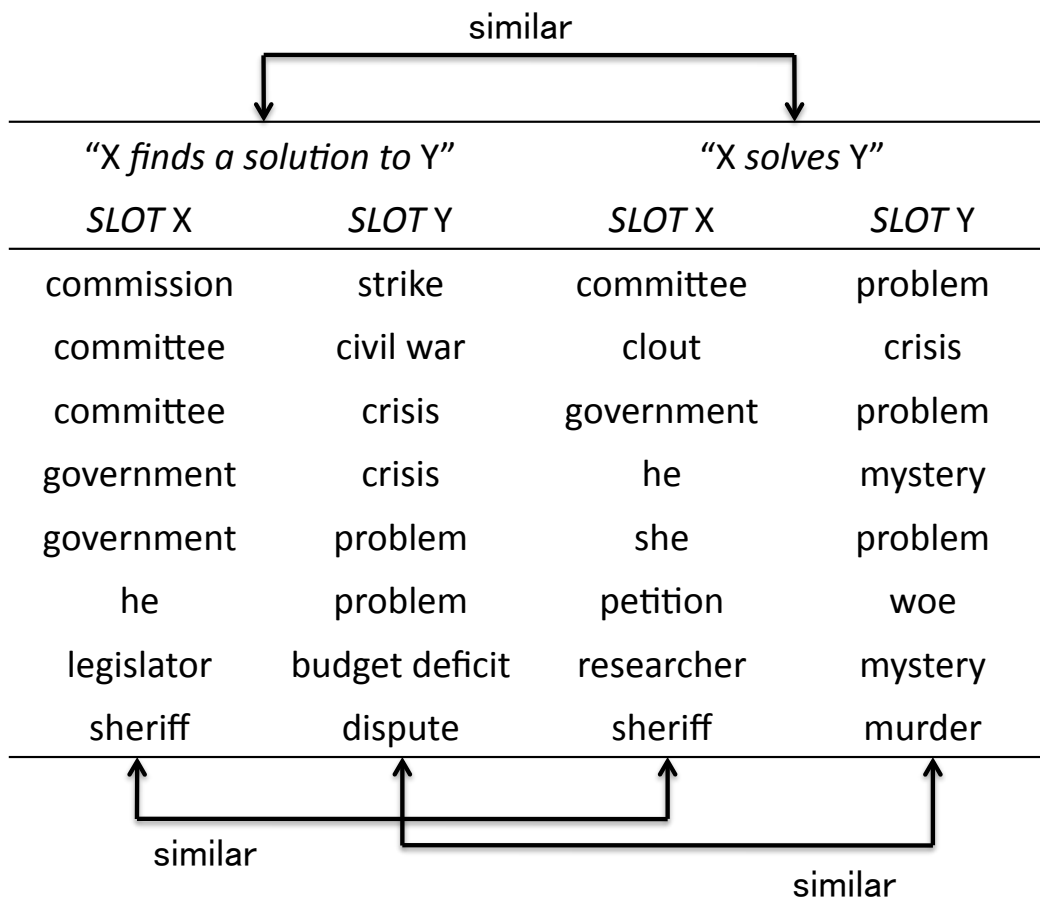 similar
“X finds a solution to Y” “X solves Y”
SLOT X SLOT Y SLOT X SLOT Y
commission strike committee problem
committee civil war clout crisis
committee crisis government problem
government crisis he mystery
government problem she problem
he problem petition woe
legislator budget deficit researcher mystery
sheriff dispute sheriff murder
similar
similar